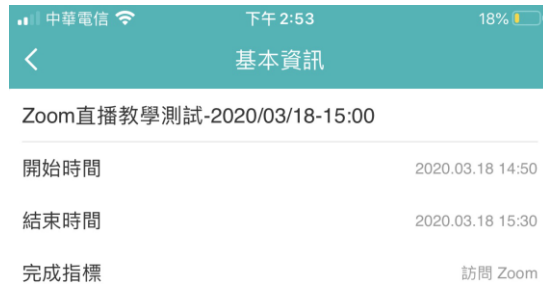 中華電信 下午 2:53 18%
基本資訊
Zoom直播教學測試-2020/03/18-15:00
開始時間 2020.03.18 14:50
結束時間 2020.03.18 15:30
完成指標 訪問 Zoom